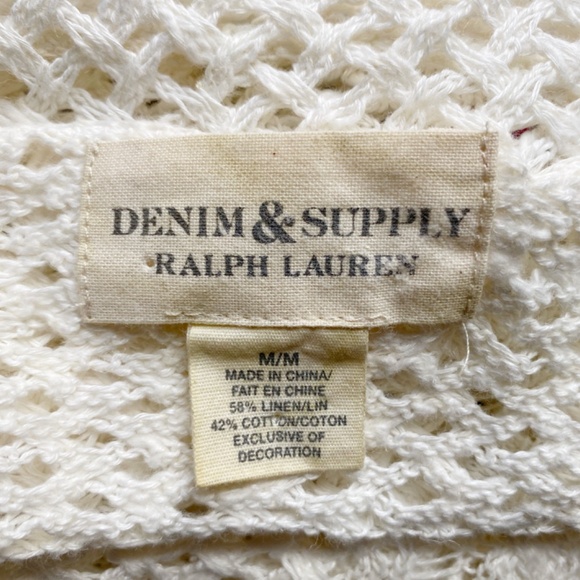 DENIM & SUPPLY
RALPH LAUREN
M/M
MADE IN CHINA/
FAIT EN CHINE
58% LINEN/LIN
42% COTTON/COTON
EXCLUSIVE OF
DECORATION